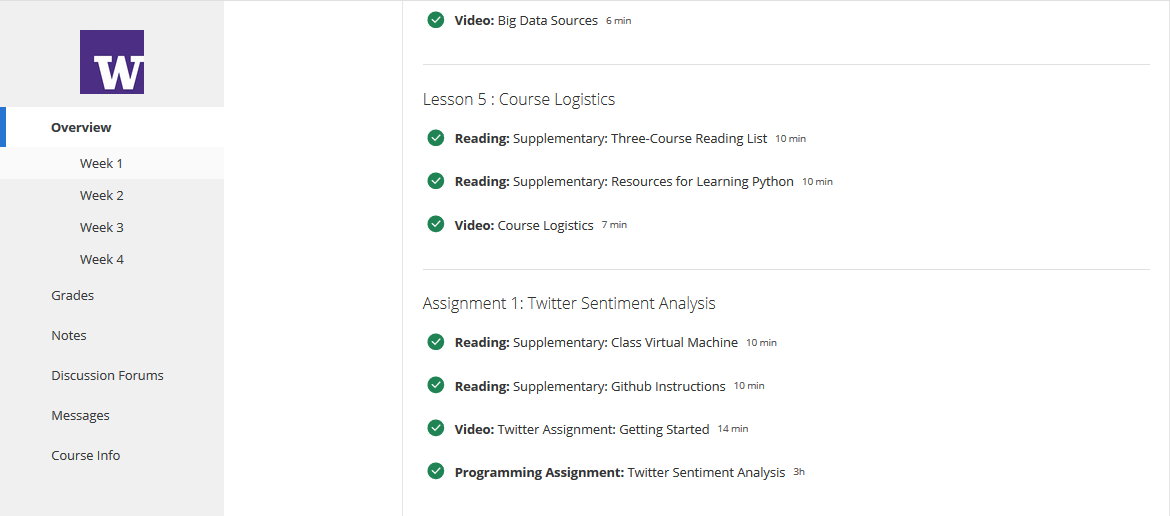 W
Overview
Week 1
Week 2
Week 3
Week 4
Grades
Notes
Discussion Forums
Messages
Course Info
Video: Big Data Sources 6 min
Lesson 5 : Course Logistics
Reading: Supplementary: Three-Course Reading List 10 min
Reading: Supplementary: Resources for Learning Python 10 min
Video: Course Logistics 7 min
Assignment 1: Twitter Sentiment Analysis
Reading: Supplementary: Class Virtual Machine 10 min
Reading: Supplementary: Github Instructions 10 min
Video: Twitter Assignment: Getting Started 14 min
Programming Assignment: Twitter Sentiment Analysis 3h